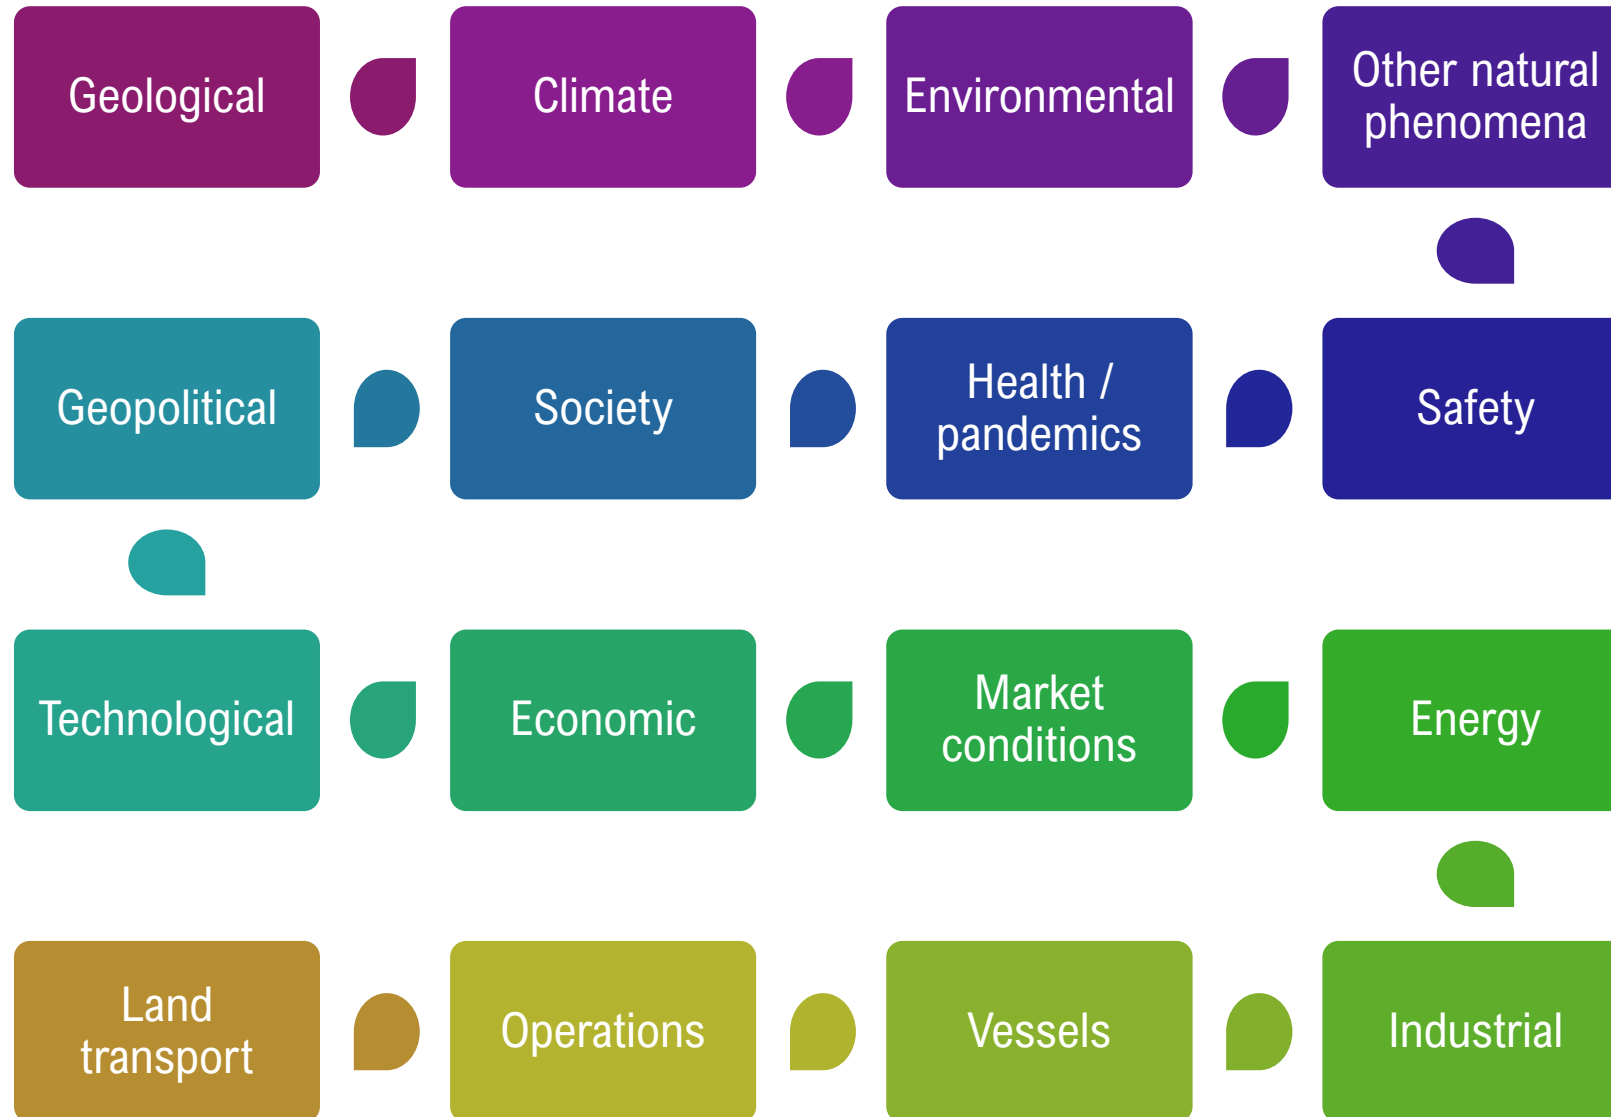 Geological
Climate
Environmental
Other natural
phenomena
Geopolitical
Society
Health /
pandemics
Safety
Technological
Economic
Market
conditions
Energy
Land
transport
Operations
Vessels
Industrial